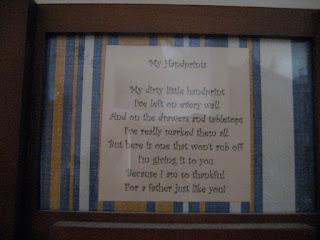 My Handprints
My dirty little handprint
I've left on every wall
And on the drawers and tabletops
I've really marked them all
But here is one that won't rub off
I'm giving it to you
Because I am so thankful
For a father just like you!